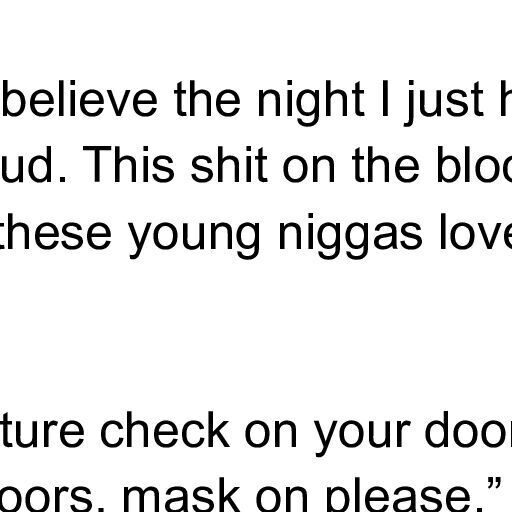 believe the night I just h
ud. This shit on the bloc
these young niggas love
ture check on your door
oors, mask on please.”